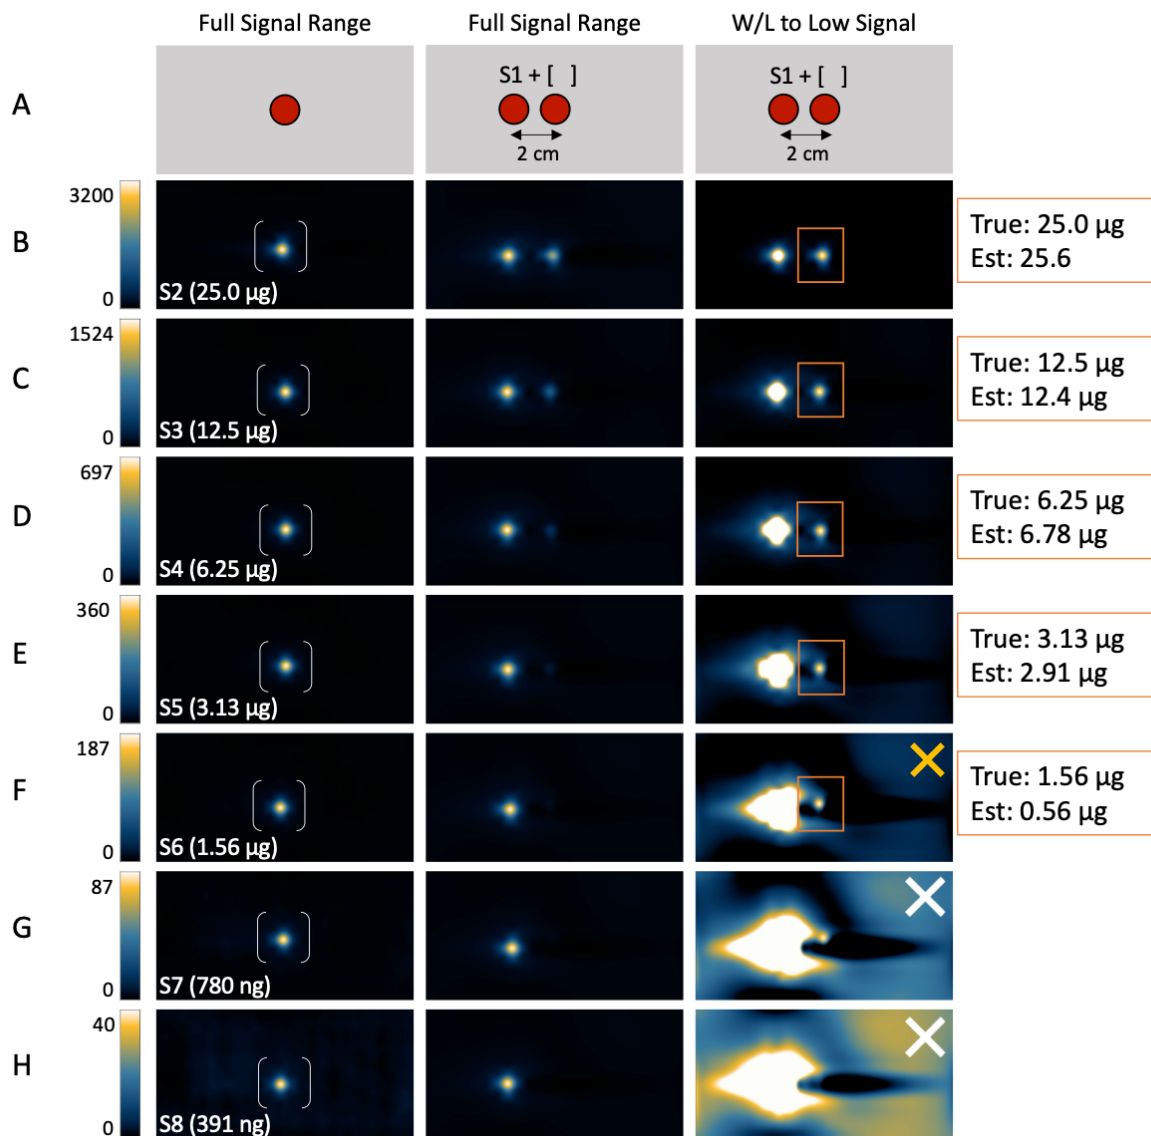 Full Signal Range
Full Signal Range
W/L to Low Signal
A
S1 + [ ]
2 cm
S1 + [ ]
2 cm
B
3200
0
S2 (25.0 µg)
True: 25.0 µg
Est: 25.6
C
1524
0
S3 (12.5 µg)
True: 12.5 µg
Est: 12.4 µg
D
697
0
S4 (6.25 µg)
True: 6.25 µg
Est: 6.78 µg
E
360
0
S5 (3.13 µg)
True: 3.13 µg
Est: 2.91 µg
F
187
0
S6 (1.56 µg)
True: 1.56 µg
Est: 0.56 µg
G
87
0
S7 (780 ng)
H
40
0
S8 (391 ng)